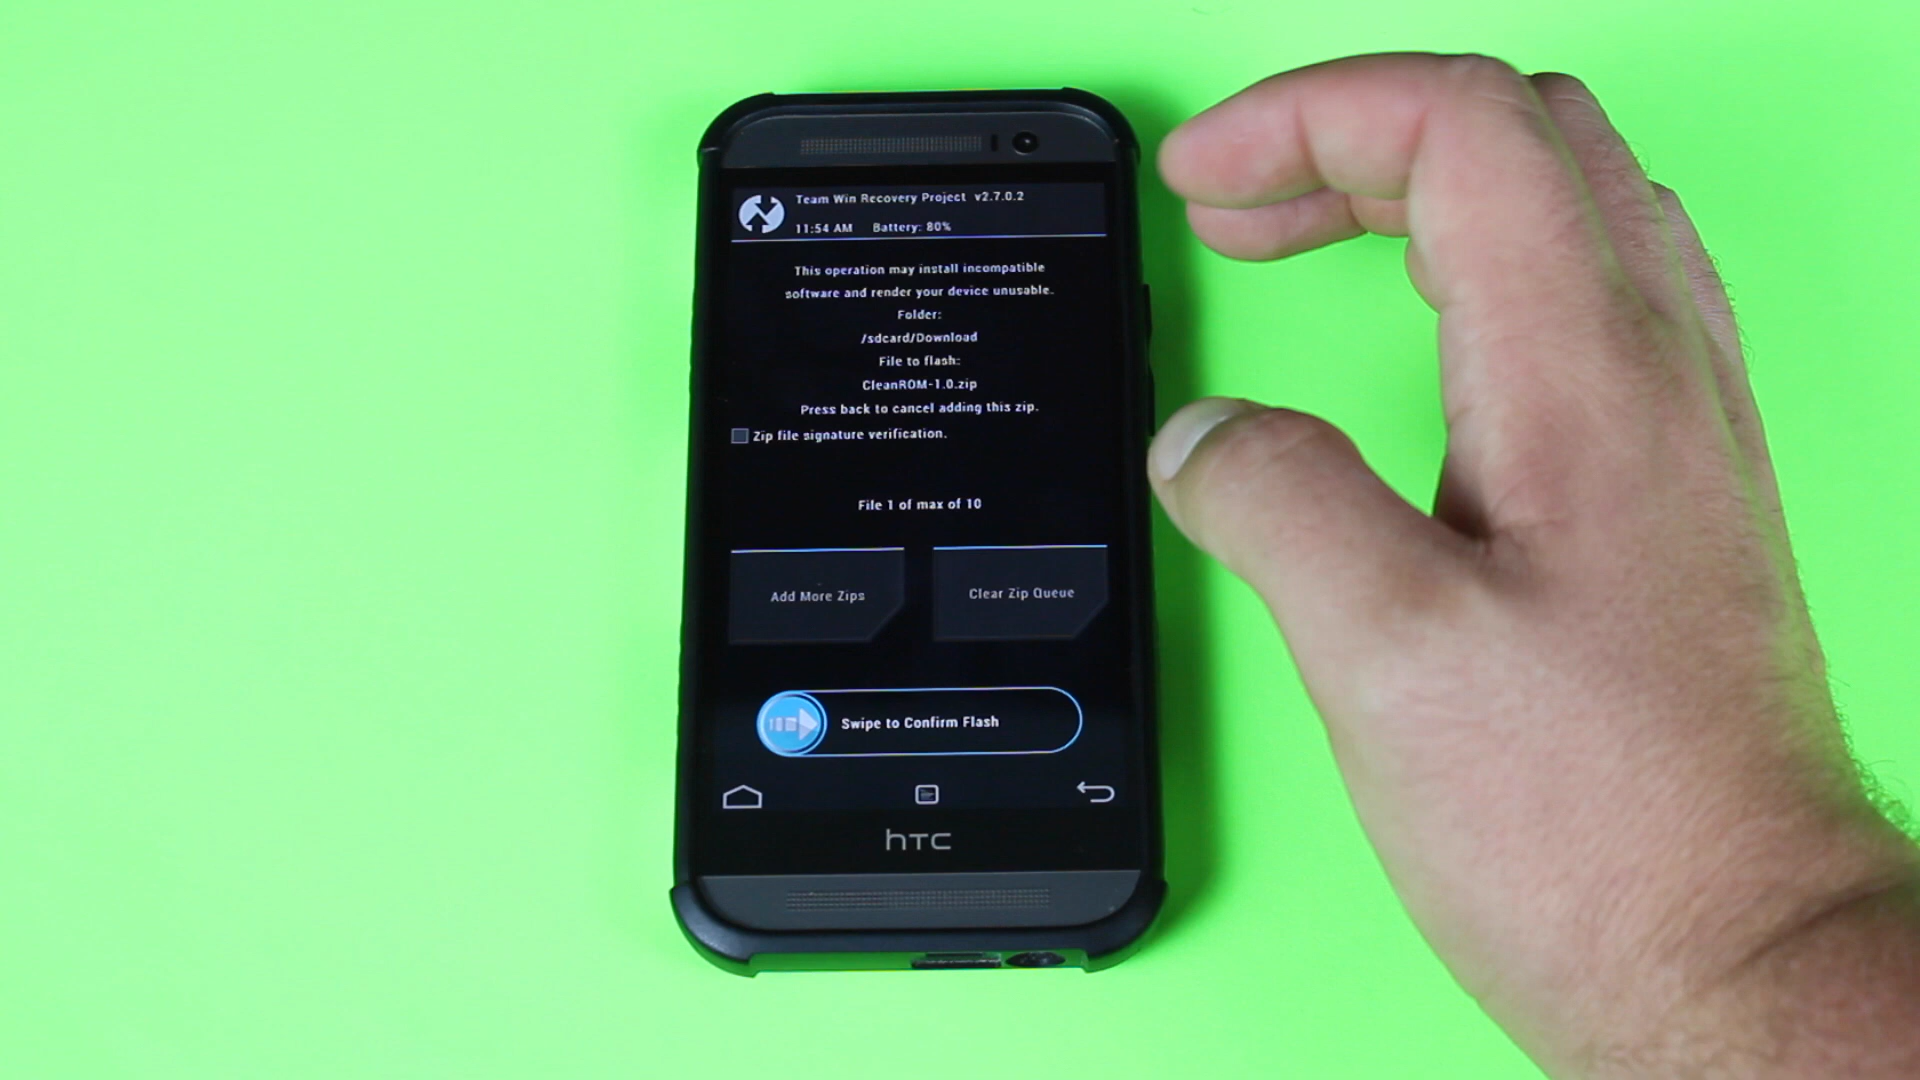 Team Win Recovery Project v2.7.0.2
11:54 AM Battery: 80%
This operation may install incompatible
software and render your device unusable.
Folder:
/sdcard/Download
File to flash:
CleanROM-1.0.zip
Press back to cancel adding this zip.
Zip file signature verification.
File 1 of max of 10
Add More Zips
Clear Zip Queue
Swipe to Confirm Flash
hTC